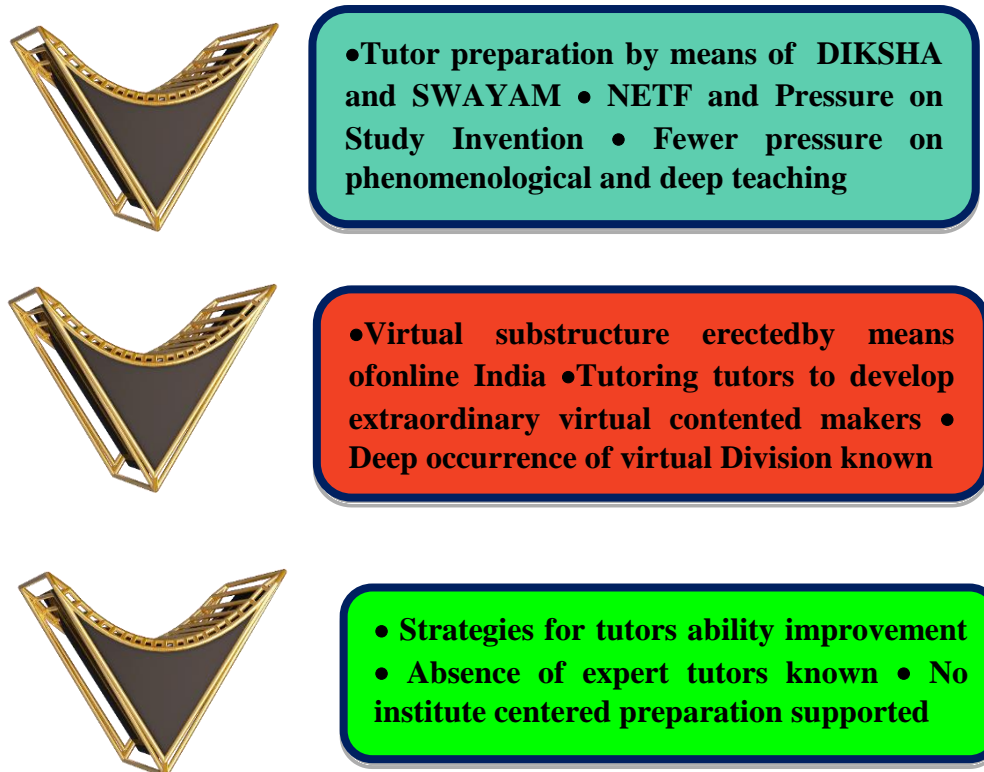 •Tutor preparation by means of DIKSHA
and SWAYAM • NETF and Pressure on
Study Invention • Fewer pressure on
phenomenological and deep teaching
•Virtual substructure erectedby means
ofonline India •Tutoring tutors to develop
extraordinary virtual contented makers •
Deep occurrence of virtual Division known
• Strategies for tutors ability improvement
• Absence of expert tutors known • No
institute centered preparation supported